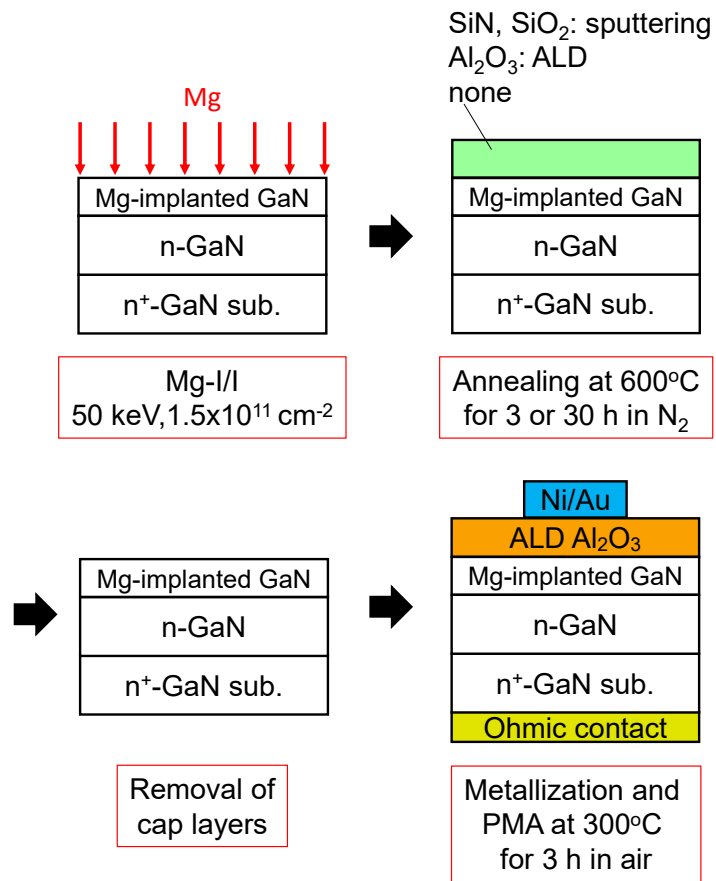 SiN, SiO₂: sputtering
Al₂O₃: ALD
none
Mg
Mg-implanted GaN
n-GaN
n⁺-GaN sub.
Mg-I/I
50 keV,1.5x10¹¹ cm⁻²
Mg-implanted GaN
n-GaN
n⁺-GaN sub.
Annealing at 600°C
for 3 or 30 h in N₂
Mg-implanted GaN
n-GaN
n⁺-GaN sub.
Removal of
cap layers
Ni/Au
ALD Al₂O₃
Mg-implanted GaN
n-GaN
n⁺-GaN sub.
Ohmic contact
Metallization and
PMA at 300°C
for 3 h in air